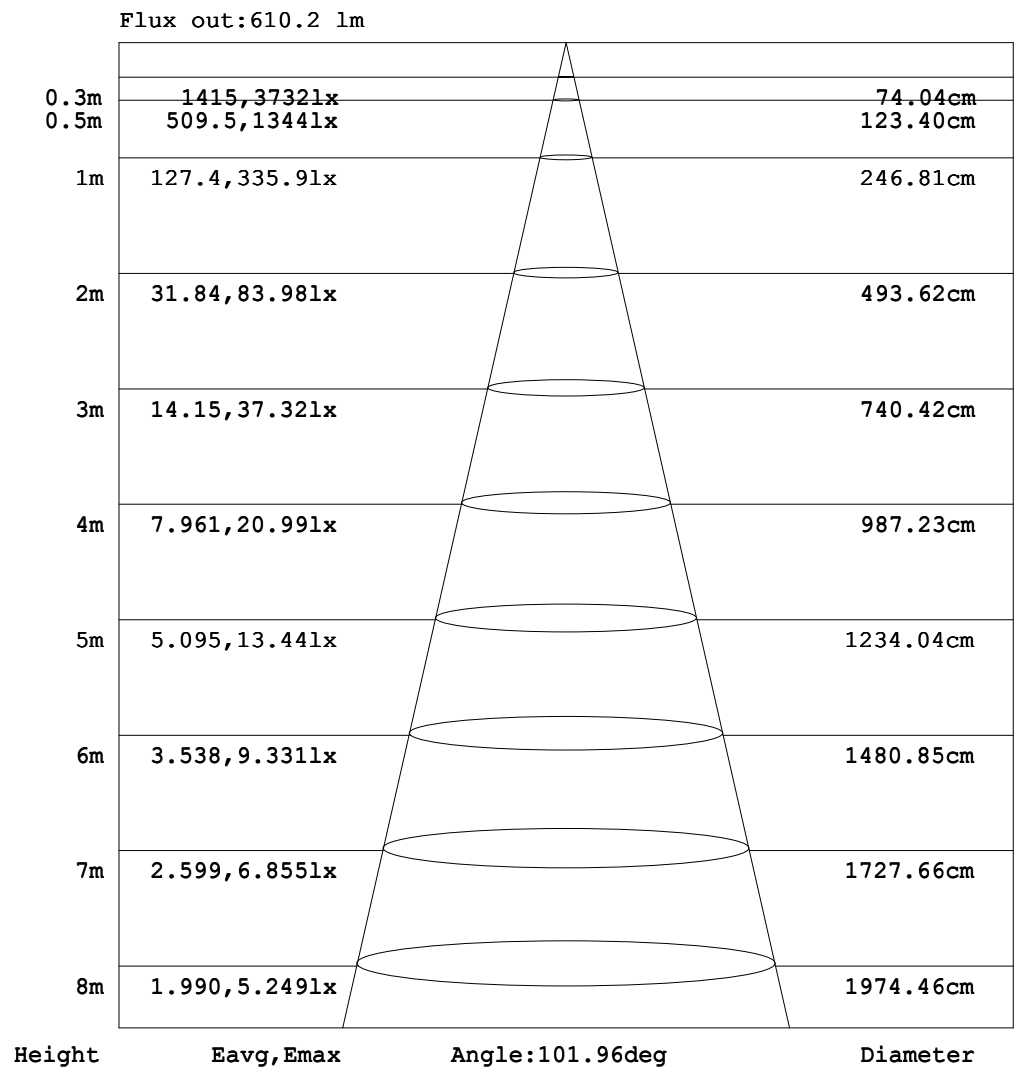 Flux out:610.2 lm
0.3m 1415,3732lx 74.04cm
0.5m 509.5,1344lx 123.40cm
1m 127.4,335.9lx 246.81cm
2m 31.84,83.98lx 493.62cm
3m 14.15,37.32lx 740.42cm
4m 7.961,20.99lx 987.23cm
5m 5.095,13.44lx 1234.04cm
6m 3.538,9.331lx 1480.85cm
7m 2.599,6.855lx 1727.66cm
8m 1.990,5.249lx 1974.46cm
Height Eavg,Emax Angle:101.96deg Diameter